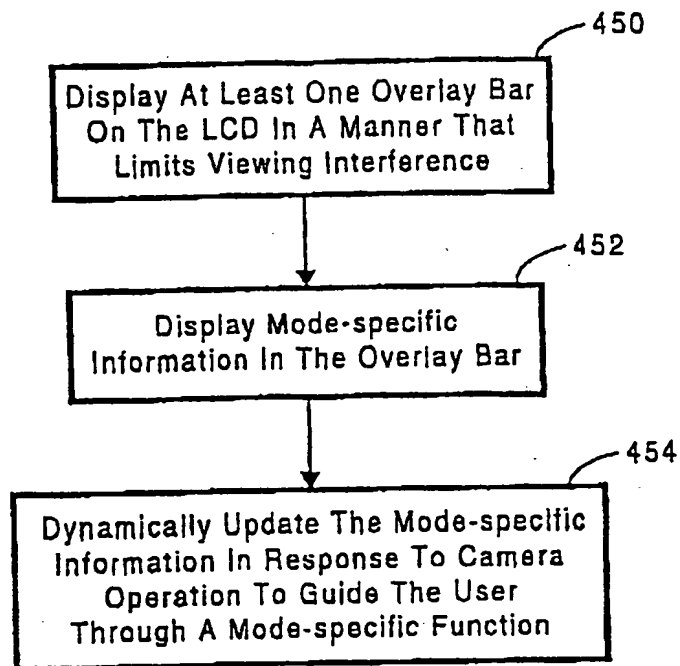 450
Display At Least One Overlay Bar
On The LCD In A Manner That
Limits Viewing Interference
452
Display Mode-specific
Information In The Overlay Bar
454
Dynamically Update The Mode-specific
Information In Response To Camera
Operation To Guide The User
Through A Mode-specific Function